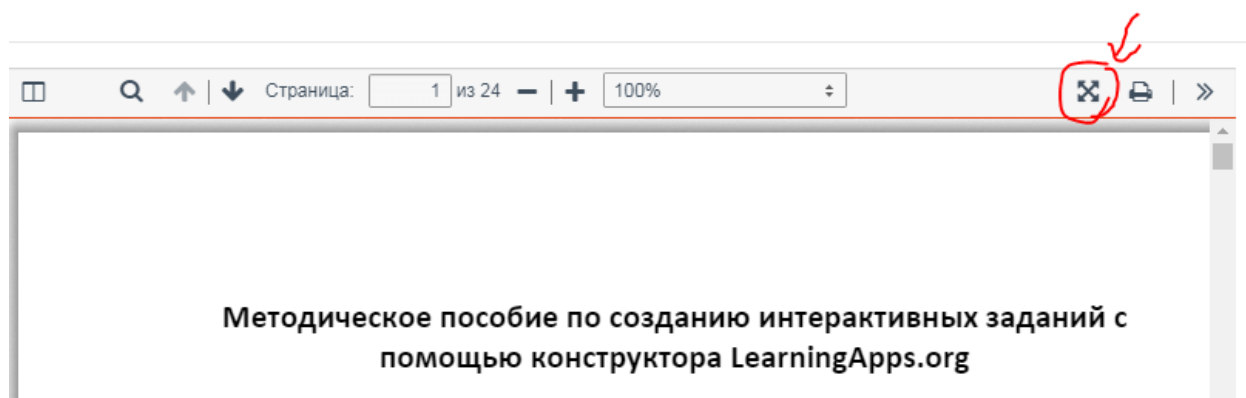 Страница: 1 из 24 100%
Методическое пособие по созданию интерактивных заданий с
помощью конструктора LearningApps.org